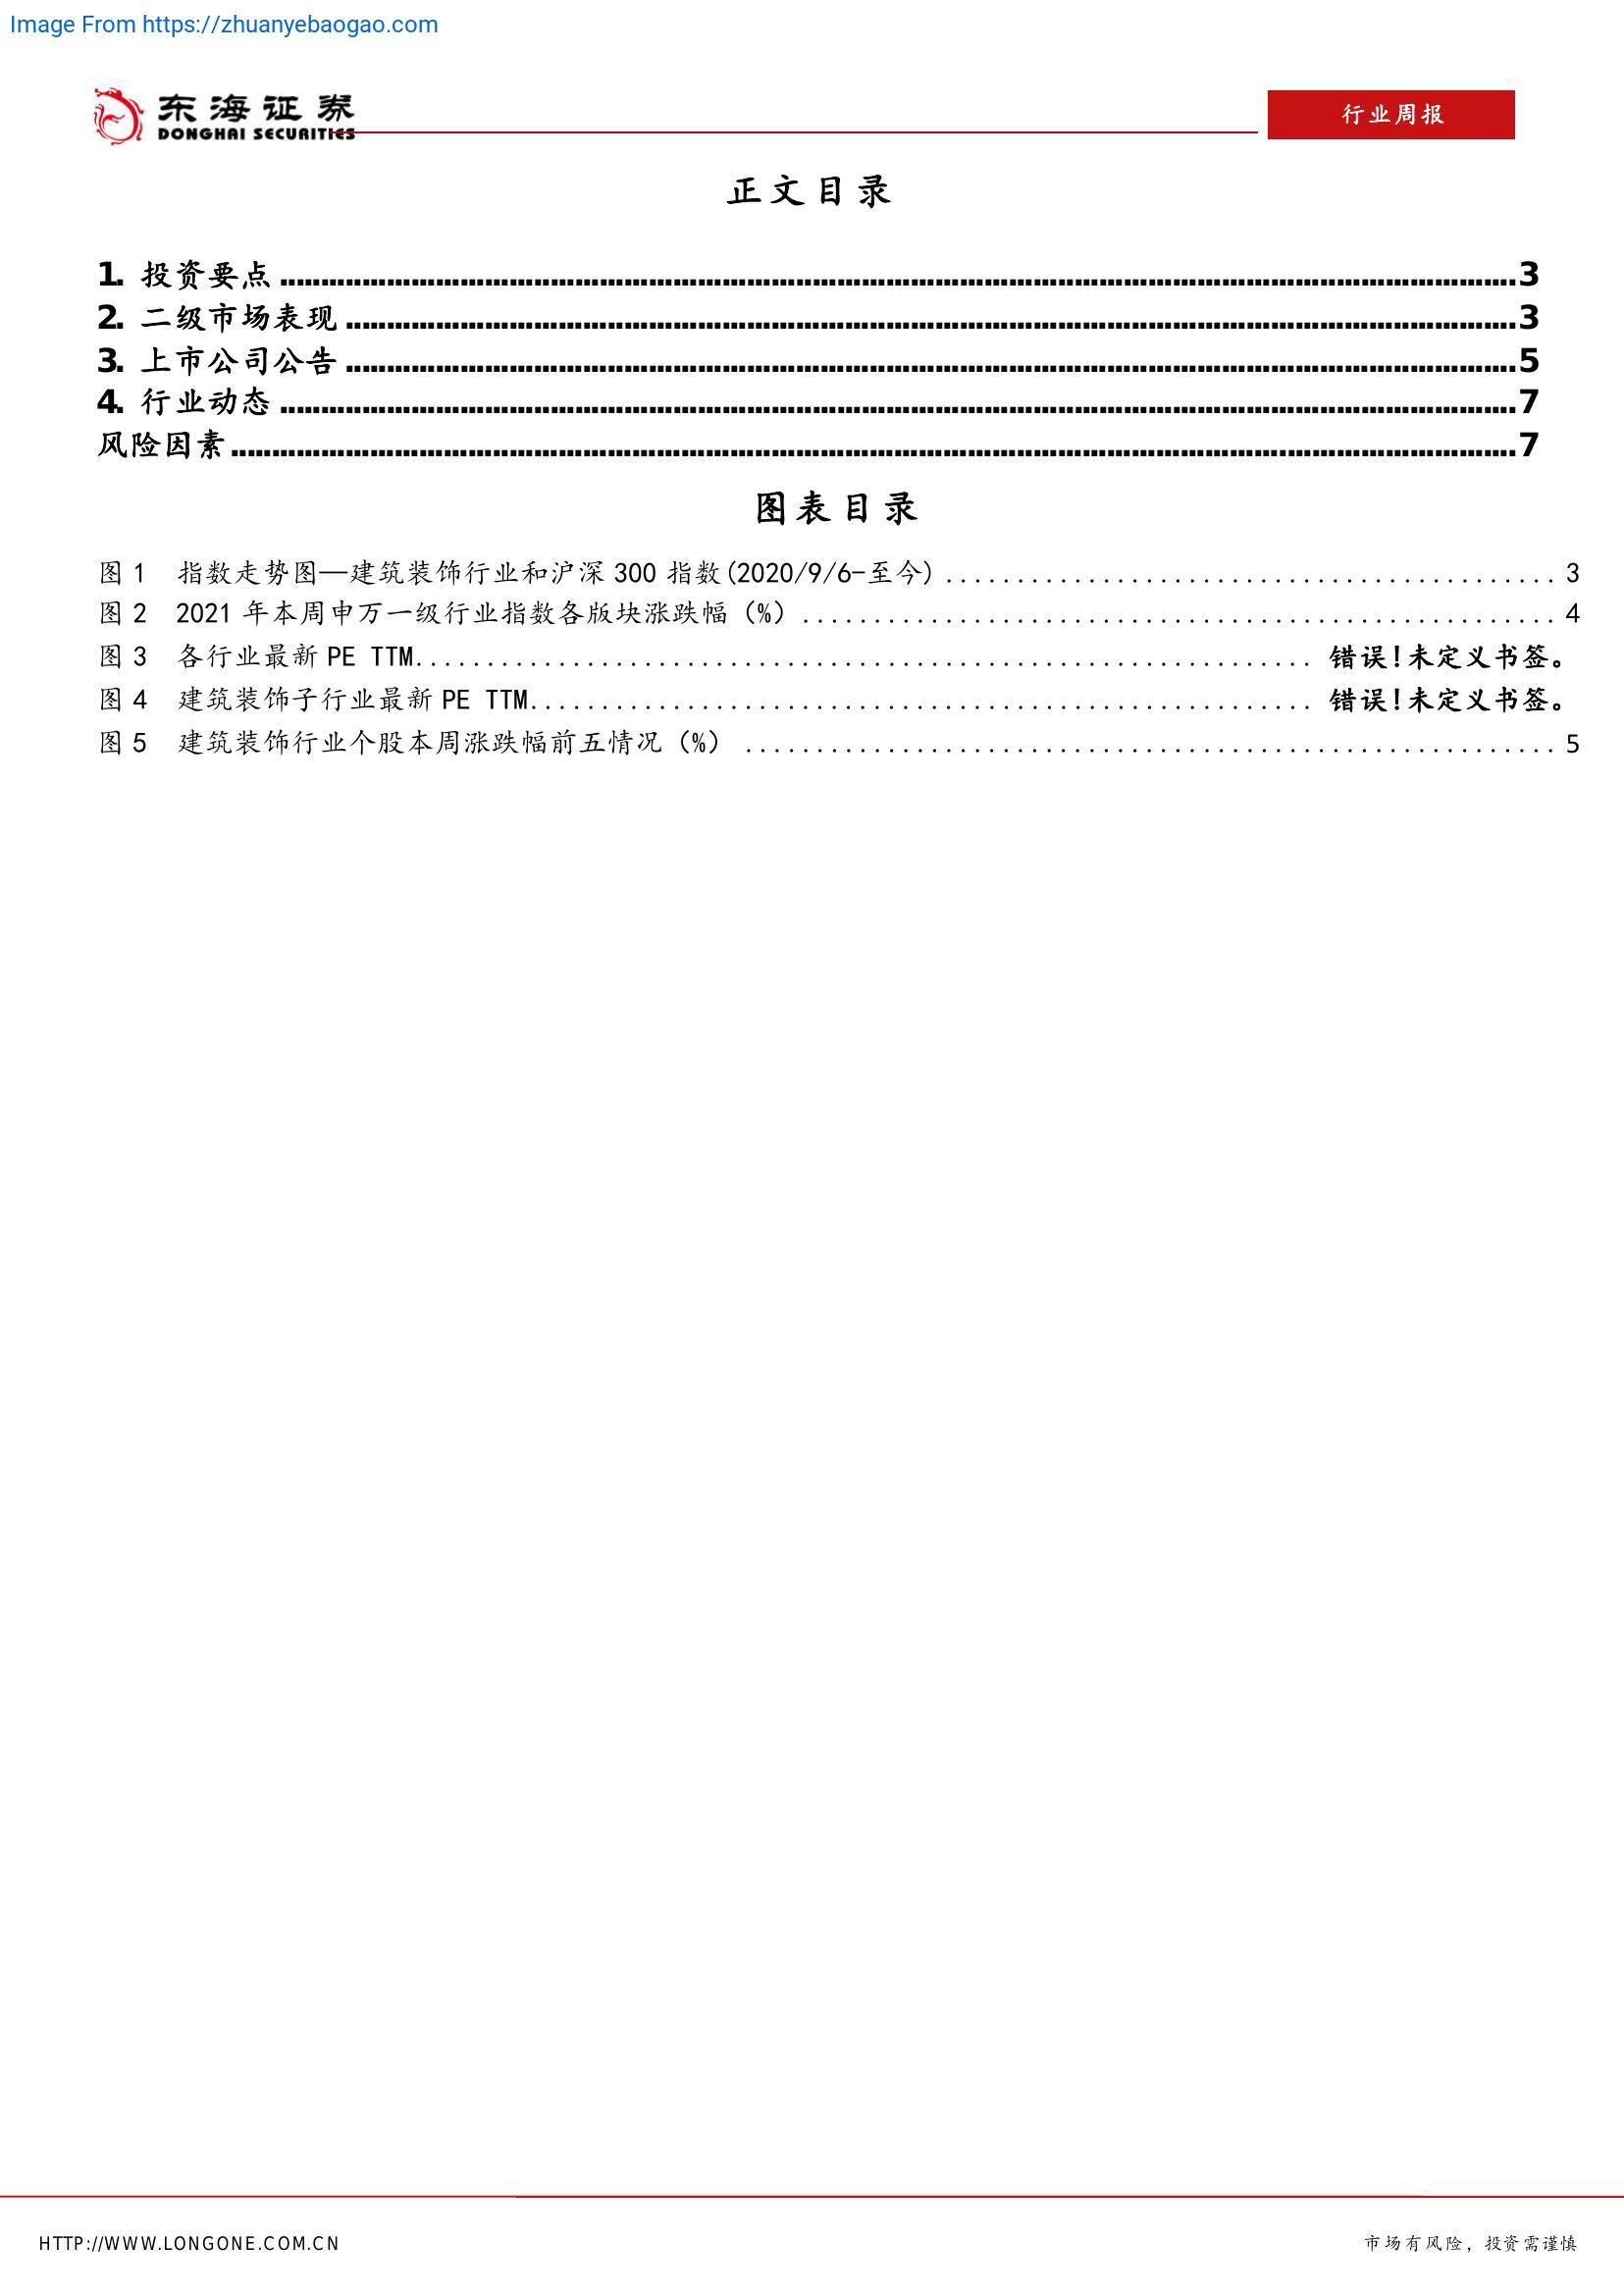 Image From https://zhuanyebaogao.com
东海证券
DONGHAI SECURITIES
行业周报
正文目录
1. 投资要点........................................................................3
2. 二级市场表现........................................................................3
3. 上市公司公告........................................................................5
4. 行业动态........................................................................7
风险因素........................................................................7
图表目录
图 1 指数走势图—建筑装饰行业和沪深 300 指数(2020/9/6-至今)........................................ 3
图 2 2021 年本周申万一级行业指数各版块涨跌幅（%）........................................ 4
图 3 各行业最新 PE TTM........................................ 错误!未定义书签。
图 4 建筑装饰子行业最新 PE TTM........................................ 错误!未定义书签。
图 5 建筑装饰行业个股本周涨跌幅前五情况（%）........................................ 5
HTTP://WWW.LONGONE.COM.CN
市场有风险，投资需谨慎